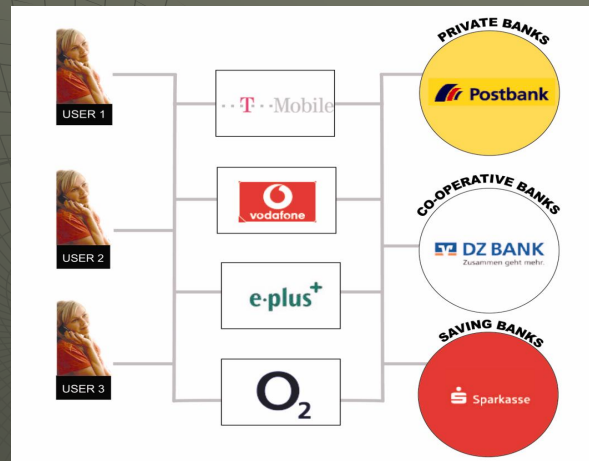 USER 1
USER 2
USER 3
··T··Mobile
vodafone
e·plus+
O2
PRIVATE BANKS
Postbank
CO-OPERATIVE BANKS
DZ BANK
Zusammen geht mehr.
SAVING BANKS
Sparkasse